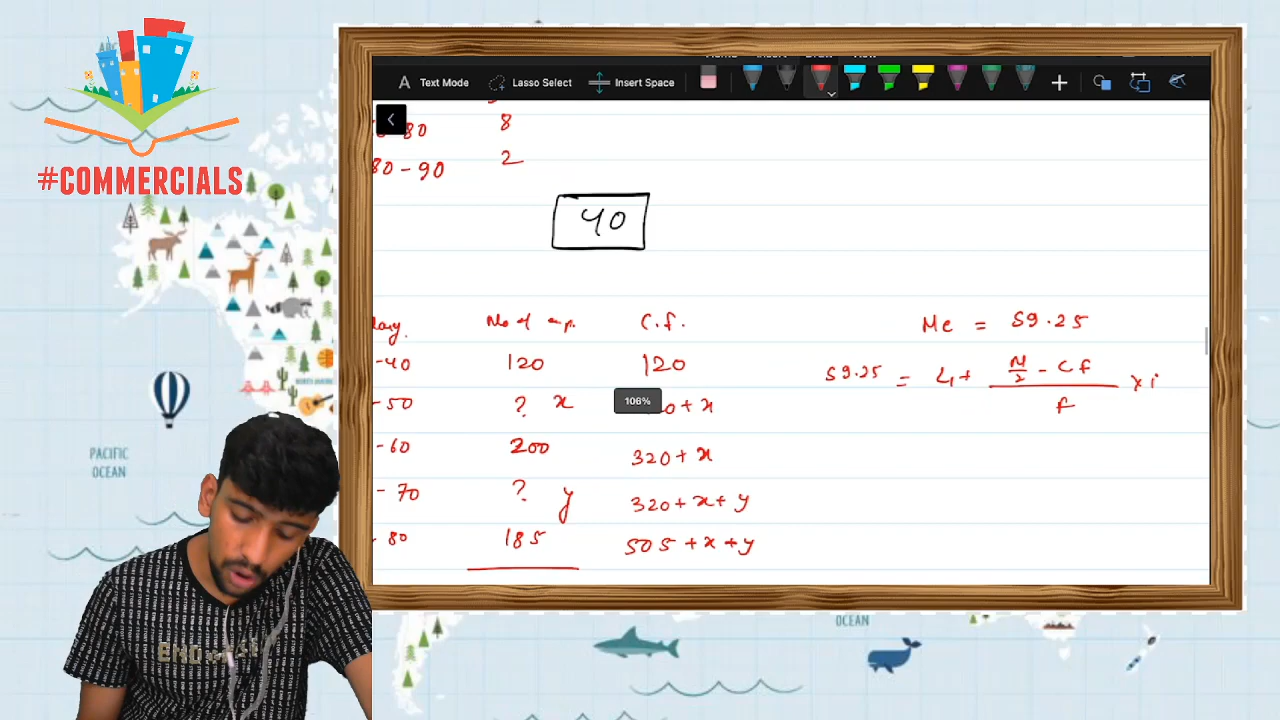 #COMMERCIALS
PACIFIC
OCEAN
OCEAN
Text Mode
Lasso Select
Insert Space
-80 8
80-90 2
40
No of emp. C.f.
-40 120 120
-50 ? x 0+x
-60 200 320+x
-70 ? y 320+x+y
-80 185 505+x+y
106%
Me = 59.25
59.25 = L1+ N/2 - Cf / f × i